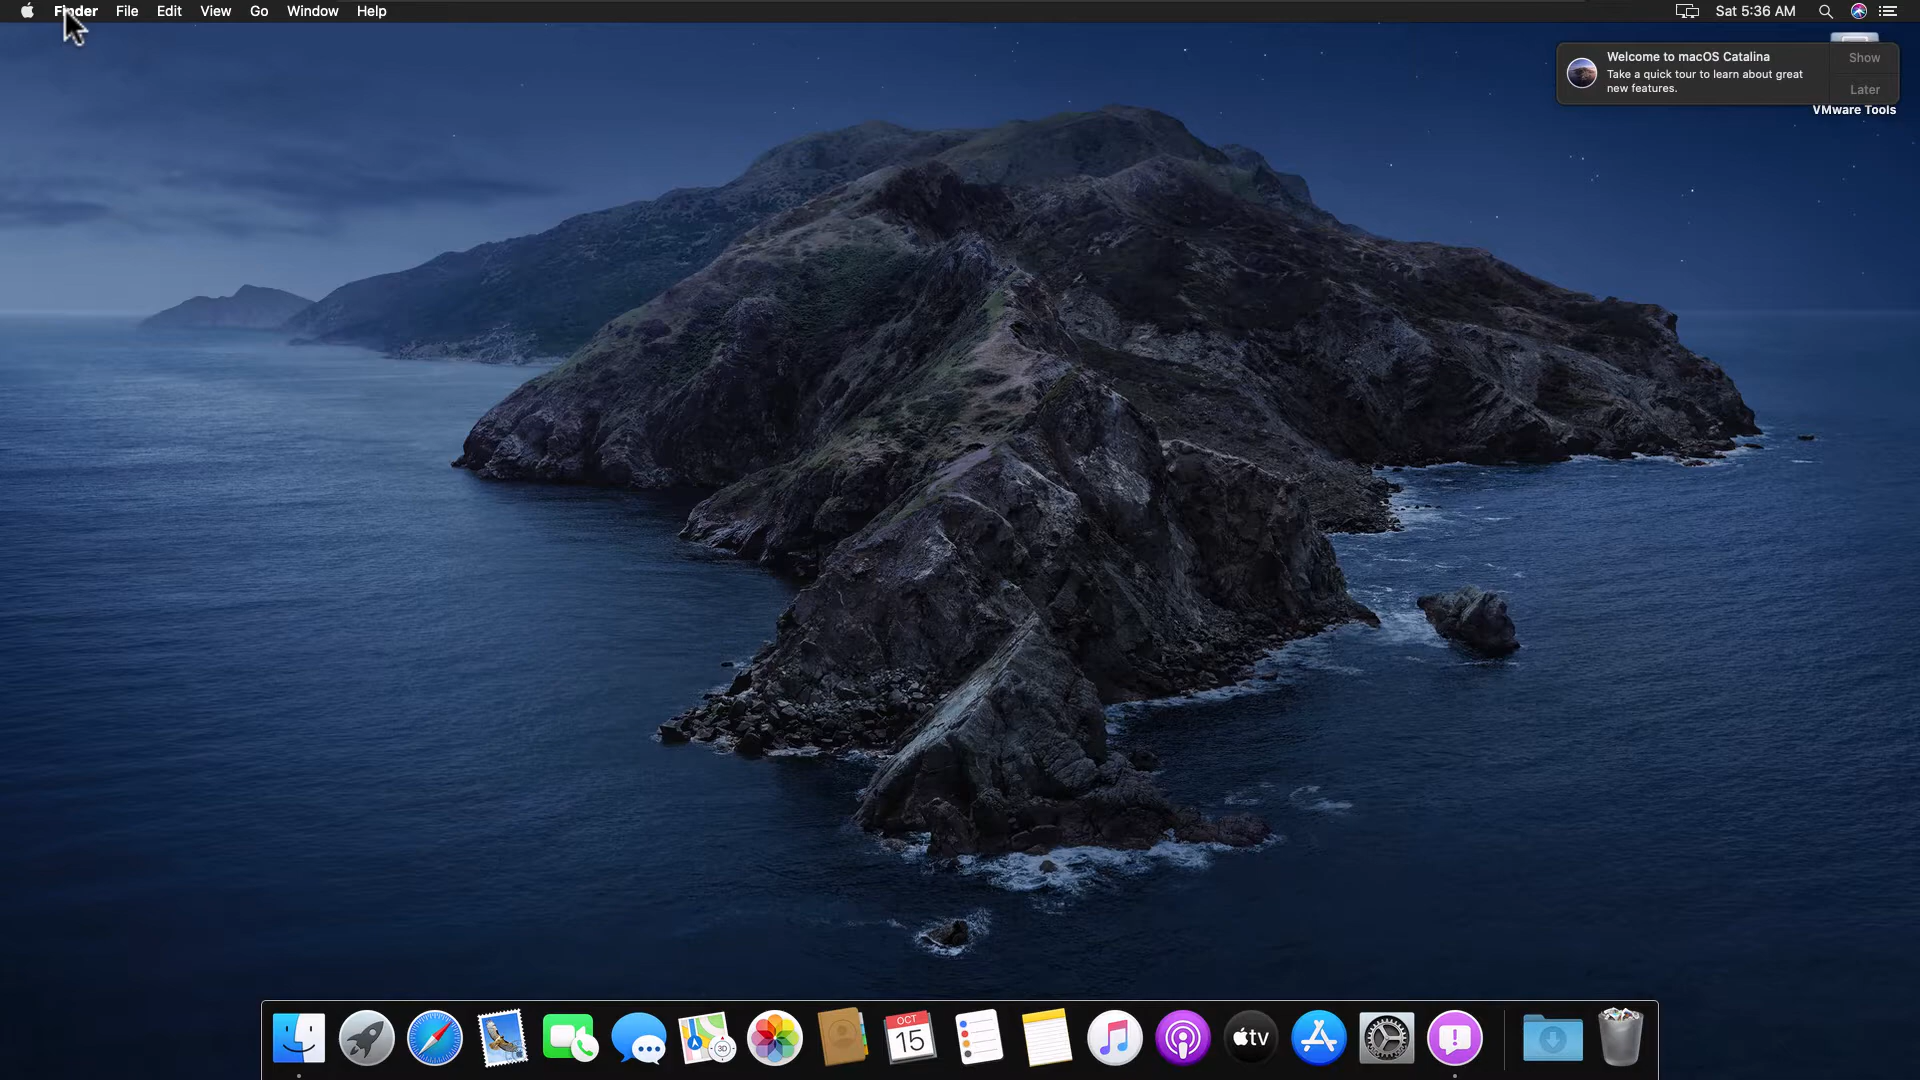 Finder File Edit View Go Window Help
Sat 5:36 AM
Welcome to macOS Catalina
Take a quick tour to learn about great
new features.
Show
Later
VMware Tools
OCT
15
3D
tv